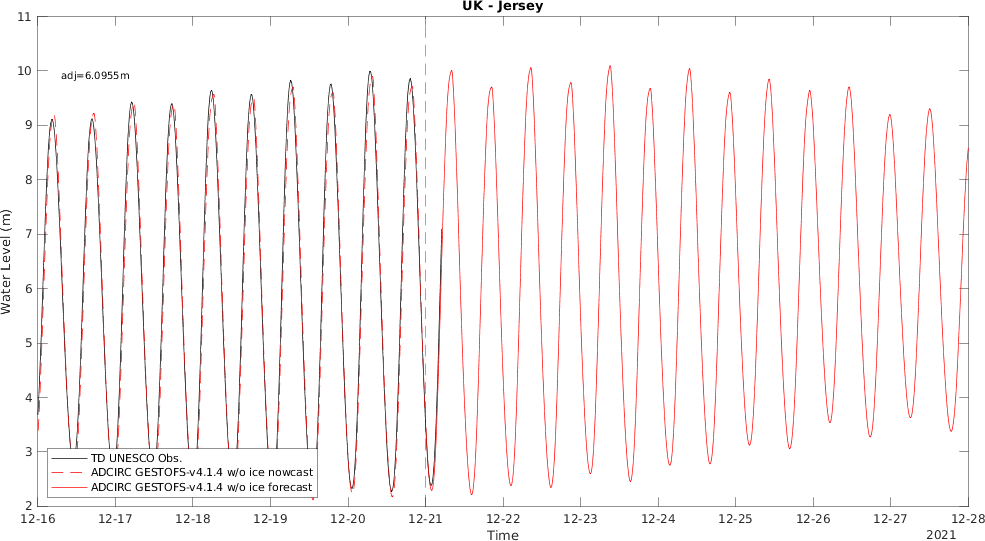 UK - Jersey
11
10
9
8
7
6
5
4
3
2
Water Level (m)
adj=6.0955m
TD UNESCO Obs.
ADCIRC GESTOFS-v4.1.4 w/o ice nowcast
ADCIRC GESTOFS-v4.1.4 w/o ice forecast
12-16 12-17 12-18 12-19 12-20 12-21 12-22 12-23 12-24 12-25 12-26 12-27 12-28
Time
2021